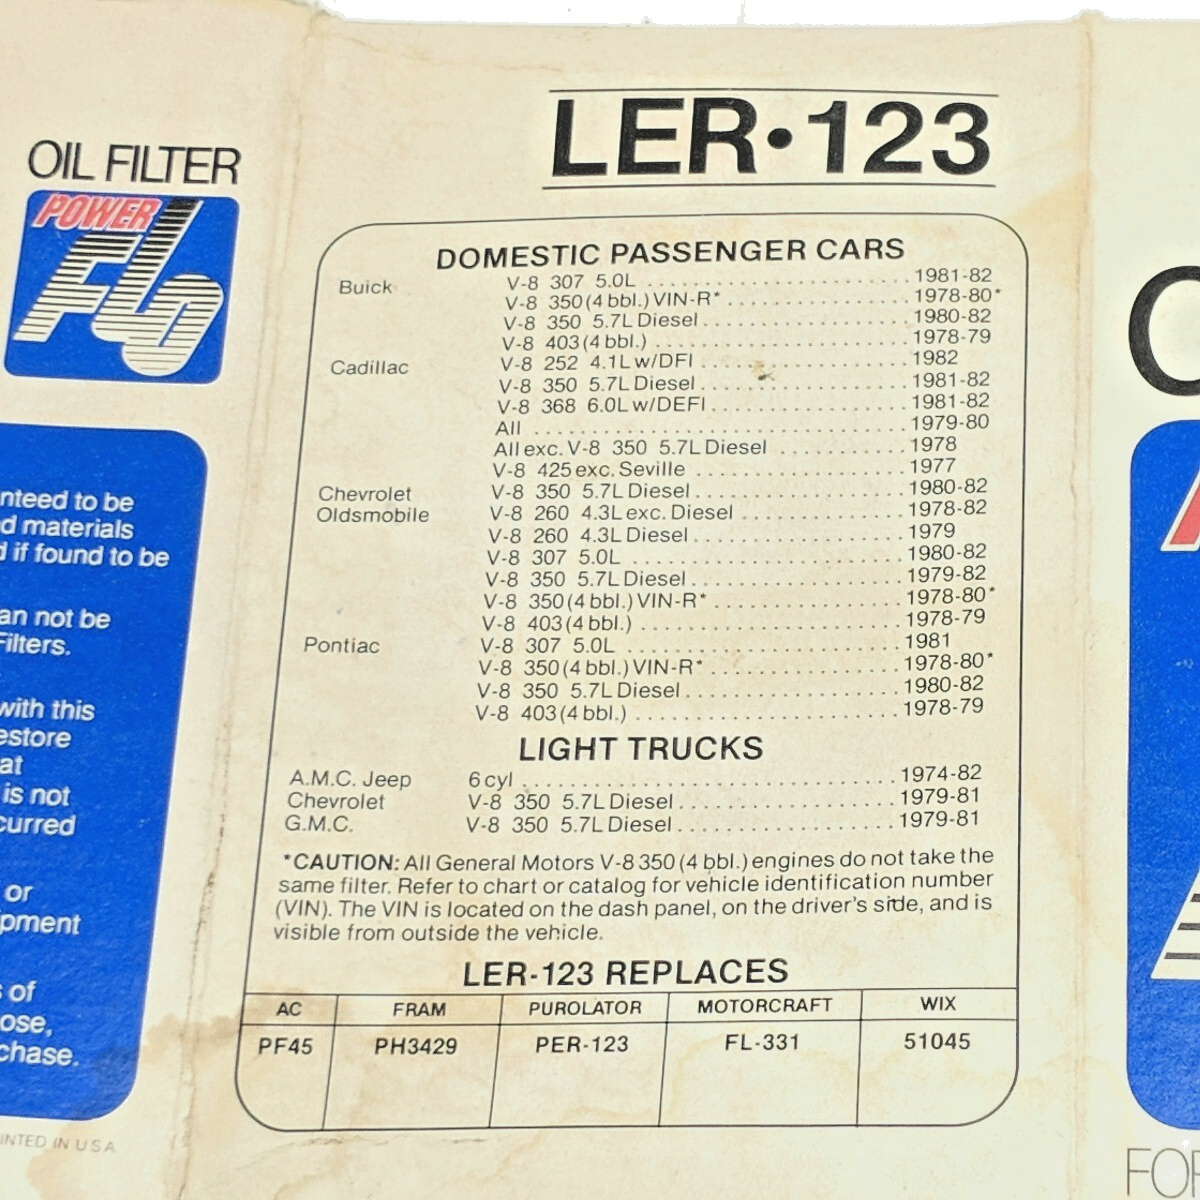 OIL FILTER
POWER
FLO
nteed to be
d materials
d if found to be
an not be
Filters.
with this
estore
at
is not
curred
or
pment
s of
ose,
chase.
INTED IN USA
LER•123
DOMESTIC PASSENGER CARS
Buick V-8 307 5.0L 1981-82
V-8 350 (4 bbl.) VIN-R* 1978-80*
V-8 350 5.7L Diesel 1980-82
V-8 403 (4 bbl.) 1978-79
Cadillac V-8 252 4.1L w/DFI 1982
V-8 350 5.7L Diesel 1981-82
V-8 368 6.0L w/DEFI 1981-82
All 1979-80
All exc. V-8 350 5.7L Diesel 1978
V-8 425 exc. Seville 1977
Chevrolet V-8 350 5.7L Diesel 1980-82
Oldsmobile V-8 260 4.3L exc. Diesel 1978-82
V-8 260 4.3L Diesel 1979
V-8 307 5.0L 1980-82
V-8 350 5.7L Diesel 1979-82
V-8 350 (4 bbl.) VIN-R* 1978-80*
V-8 403 (4 bbl.) 1978-79
Pontiac V-8 307 5.0L 1981
V-8 350 (4 bbl.) VIN-R* 1978-80*
V-8 350 5.7L Diesel 1980-82
V-8 403 (4 bbl.) 1978-79
LIGHT TRUCKS
A.M.C. Jeep 6 cyl 1974-82
Chevrolet V-8 350 5.7L Diesel 1979-81
G.M.C. V-8 350 5.7L Diesel 1979-81
*CAUTION: All General Motors V-8 350 (4 bbl.) engines do not take the
same filter. Refer to chart or catalog for vehicle identification number
(VIN). The VIN is located on the dash panel, on the driver's side, and is
visible from outside the vehicle.
LER-123 REPLACES
AC FRAM PUROLATOR MOTORCRAFT WIX
PF45 PH3429 PER-123 FL-331 51045
FOR